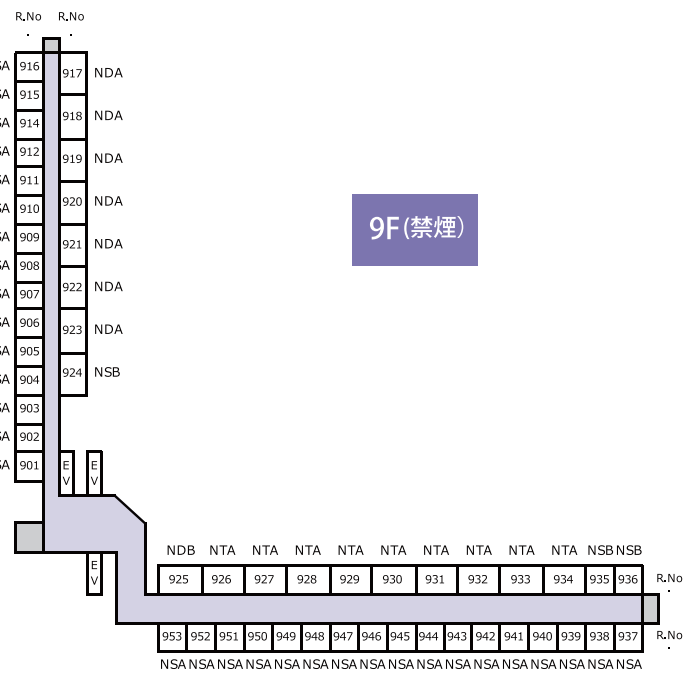 R.No R.No
. .
SA 916 917 NDA
SA 915
SA 914 918 NDA
SA 912 919 NDA
SA 911
SA 910 920 NDA
SA 909 921 NDA
SA 908
SA 907 922 NDA
SA 906 923 NDA
SA 905
SA 904 924 NSB
SA 903
SA 902
SA 901
EV EV
9F(禁煙)
EV
NDB NTA NTA NTA NTA NTA NTA NTA NTA NTA NSB NSB
925 926 927 928 929 930 931 932 933 934 935 936 R.No
.
953 952 951 950 949 948 947 946 945 944 943 942 941 940 939 938 937 R.No
.
NSA NSA NSA NSA NSA NSA NSA NSA NSA NSA NSA NSA NSA NSA NSA NSA NSA